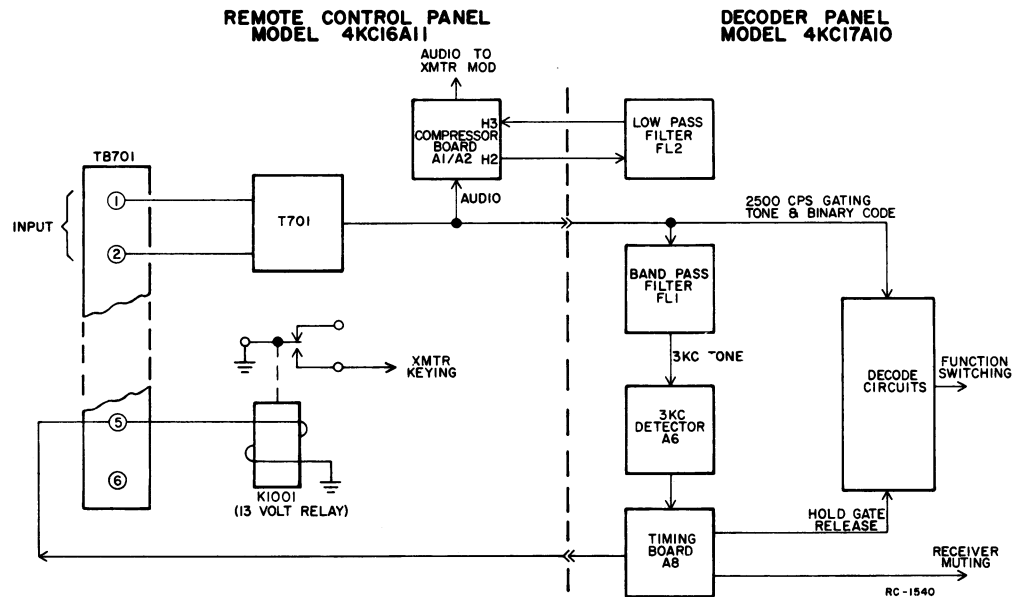 REMOTE CONTROL PANEL
MODEL 4KC16A11
DECODER PANEL
MODEL 4KC17A10
AUDIO TO
XMTR MOD
H3
COMPRESSOR
BOARD
A1/A2
H2
LOW PASS
FILTER
FL2
TB701
AUDIO
INPUT
1
2
T701
2500 CPS GATING
TONE & BINARY CODE
BAND PASS
FILTER
FL1
XMTR
KEYING
3KC TONE
DECODE
CIRCUITS
FUNCTION
SWITCHING
3KC
DETECTOR
A6
5
6
K1001
(13 VOLT RELAY)
HOLD GATE
RELEASE
TIMING
BOARD
A8
RECEIVER
MUTING
RC-1540